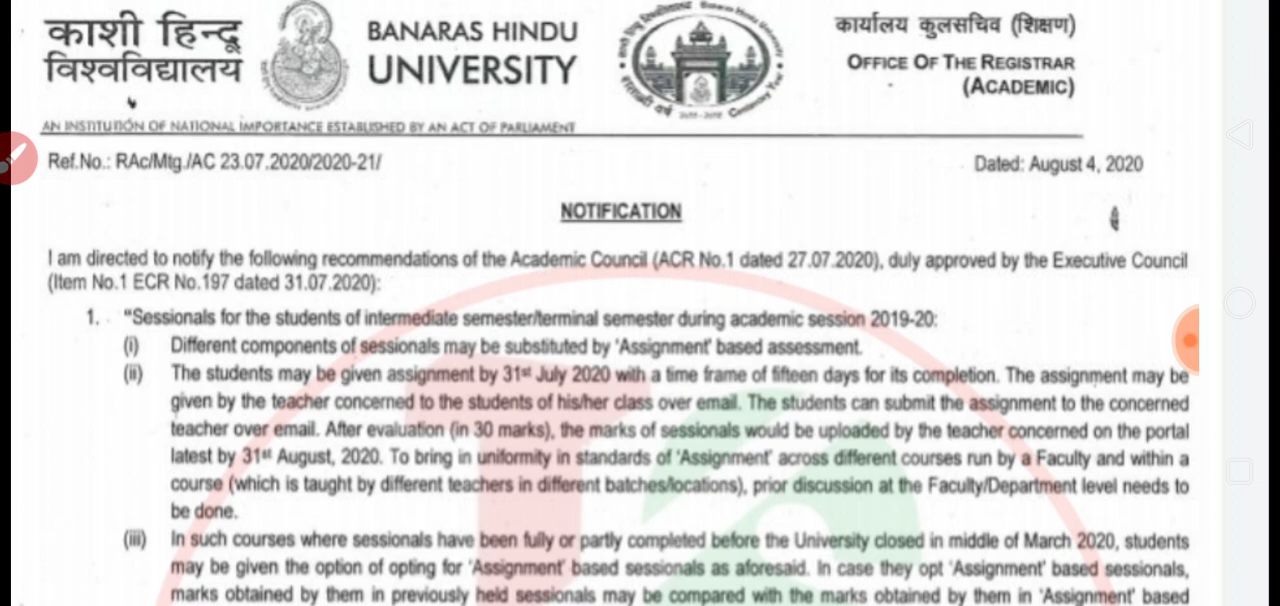 काशी हिन्दू
विश्वविद्यालय
BANARAS HINDU
UNIVERSITY
कार्यालय कुलसचिव (शिक्षण)
OFFICE OF THE REGISTRAR
(ACADEMIC)
AN INSTITUTION OF NATIONAL IMPORTANCE ESTABLISHED BY AN ACT OF PARLIAMENT
Ref.No.: RAc/Mtg./AC 23.07.2020/2020-21/
Dated: August 4, 2020
NOTIFICATION
I am directed to notify the following recommendations of the Academic Council (ACR No.1 dated 27.07.2020), duly approved by the Executive Council
(Item No.1 ECR No.197 dated 31.07.2020):
1. "Sessionals for the students of intermediate semester/terminal semester during academic session 2019-20:
(i) Different components of sessionals may be substituted by 'Assignment' based assessment.
(ii) The students may be given assignment by 31st July 2020 with a time frame of fifteen days for its completion. The assignment may be
given by the teacher concerned to the students of his/her class over email. The students can submit the assignment to the concerned
teacher over email. After evaluation (in 30 marks), the marks of sessionals would be uploaded by the teacher concerned on the portal
latest by 31st August, 2020. To bring in uniformity in standards of 'Assignment' across different courses run by a Faculty and within a
course (which is taught by different teachers in different batches/locations), prior discussion at the Faculty/Department level needs to
be done.
(iii) In such courses where sessionals have been fully or partly completed before the University closed in middle of March 2020, students
may be given the option of opting for 'Assignment' based sessionals as aforesaid. In case they opt 'Assignment' based sessionals,
marks obtained by them in previously held sessionals may be compared with the marks obtained by them in 'Assignment' based